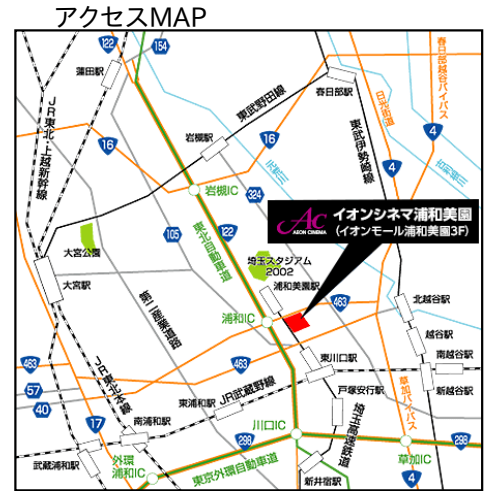 アクセスMAP
122
154
蓮田駅
463
春日部越谷バイパス
春日部駅
日光街道
東武野田線
JR東北・上越新幹線
16
岩槻駅
16
4
東武伊勢崎線
4
古利根川
元荒川
岩槻IC
324
AC
AEON CINEMA
イオンシネマ浦和美園
(イオンモール浦和美園3F)
105
122
東北自動車道
大宮公園
埼玉スタジアム
2002
浦和美園駅
大宮駅
第二産業道路
463
北越谷駅
浦和IC
越谷駅
463
463
東川口駅
南越谷駅
57
JR東北本線
戸塚安行駅
新越谷駅
40
JR武蔵野線
草加バイパス
17
南浦和駅
川口IC
埼玉高速鉄道
4
298
298
武蔵浦和駅
外環
浦和IC
東京外環自動車道
草加IC
新井宿駅